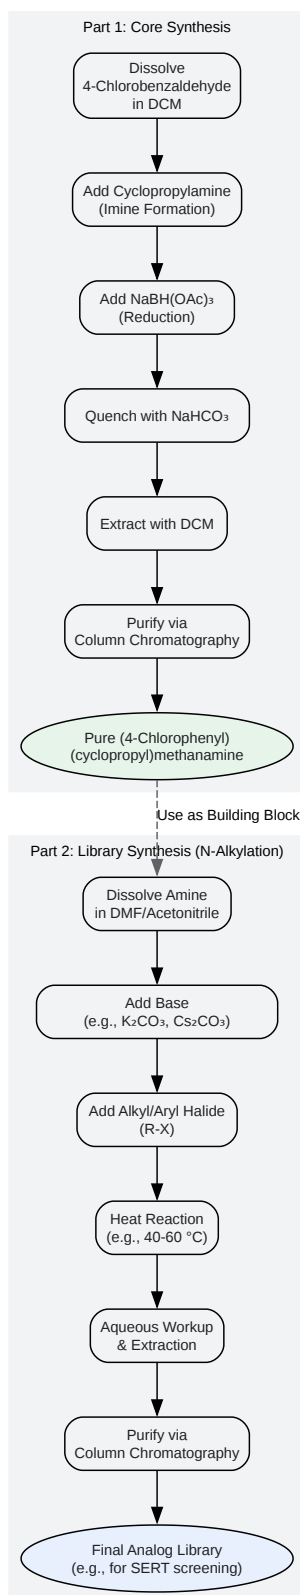 Part 1: Core Synthesis
Dissolve
4-Chlorobenzaldehyde
in DCM
Add Cyclopropylamine
(Imine Formation)
Add NaBH(OAc)₃
(Reduction)
Quench with NaHCO₃
Extract with DCM
Purify via
Column Chromatography
Pure (4-Chlorophenyl)
(cyclopropyl)methanamine
Use as Building Block
Part 2: Library Synthesis (N-Alkylation)
Dissolve Amine
in DMF/Acetonitrile
Add Base
(e.g., K₂CO₃, Cs₂CO₃)
Add Alkyl/Aryl Halide
(R-X)
Heat Reaction
(e.g., 40-60 °C)
Aqueous Workup
& Extraction
Purify via
Column Chromatography
Final Analog Library
(e.g., for SERT screening)